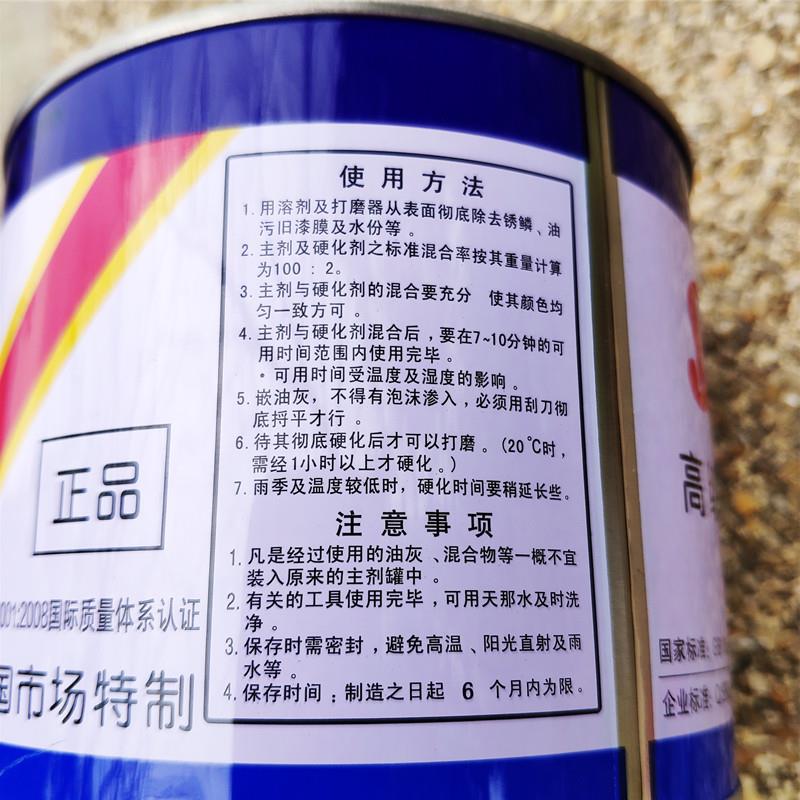 使用方法
1. 用溶剂及打磨器从表面彻底除去锈鳞、油
污旧漆膜及水份等。
2. 主剂及硬化剂之标准混合率按其重量计算
为100 : 2。
3. 主剂与硬化剂的混合要充分 使其颜色均
匀一致方可。
4. 主剂与硬化剂混合后,要在7~10分钟的可
用时间范围内使用完毕。
·可用时间受温度及湿度的影响。
5. 嵌油灰,不得有泡沫渗入,必须用刮刀彻
底捋平才行。
6. 待其彻底硬化后才可以打磨。(20℃时,
需经1小时以上才硬化。)
7. 雨季及温度较低时,硬化时间要稍延长些。
注意事项
1. 凡是经过使用的油灰、混合物等一概不宜
装入原来的主剂罐中。
2. 有关的工具使用完毕,可用天那水及时洗
净。
3. 保存时需密封,避免高温、阳光直射及雨
水等。
4. 保存时间:制造之日起 6 个月内为限。
正品
001:2008国际质量体系认证
国市场特制
高
国家标准:
企业标准: